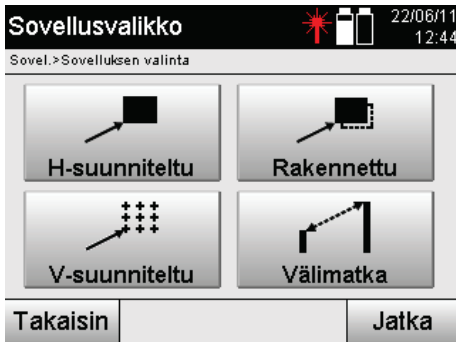 Sovellusvalikko
22/06/11
12:44
Sovel.>Sovelluksen valinta
H-suunniteltu
Rakennettu
V-suunniteltu
Välimatka
Takaisin
Jatka